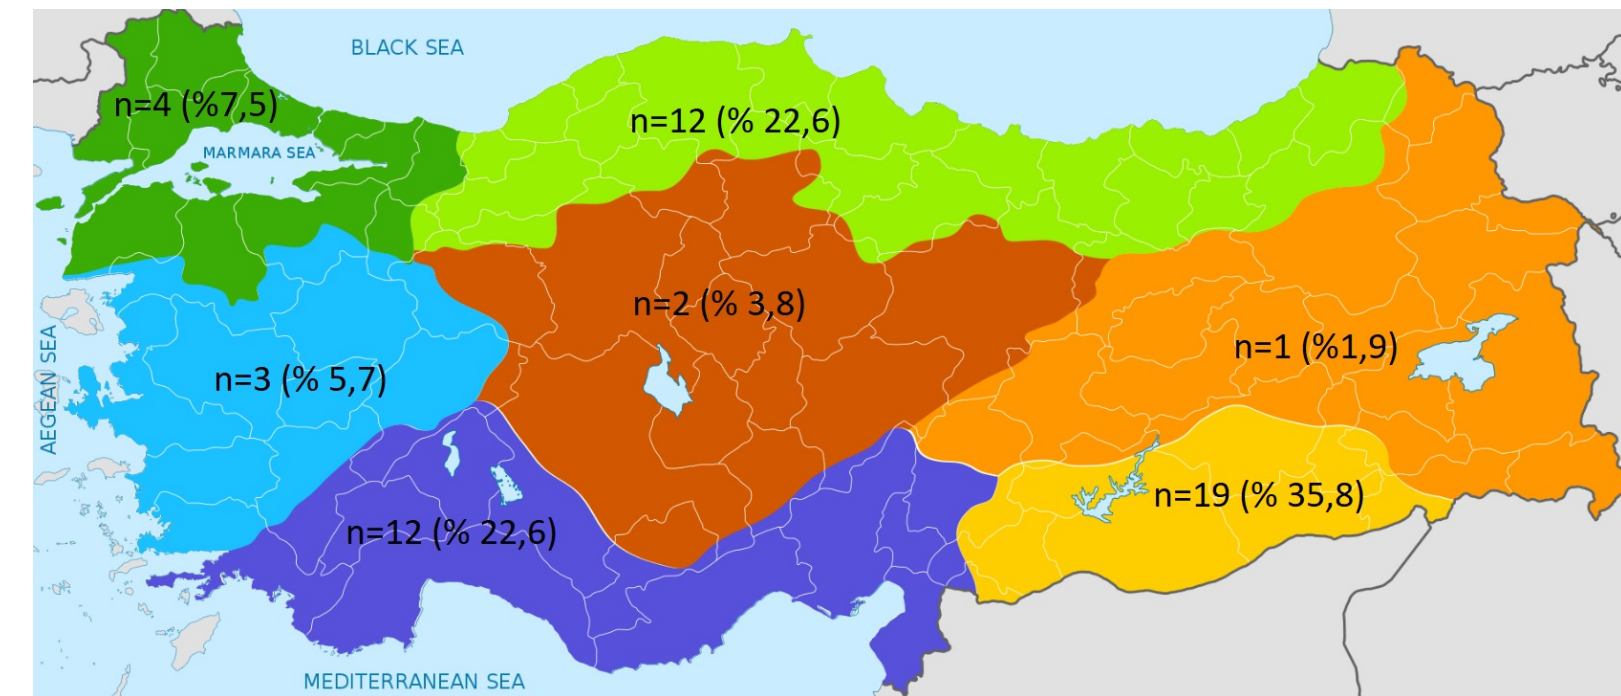 BLACK SEA
n=4 (%7,5)
n=12 (% 22,6)
MARMARA SEA
n=2 (% 3,8)
n=1 (%1,9)
n=3 (% 5,7)
AEGEAN SEA
n=19 (% 35,8)
n=12 (% 22,6)
MEDITERRANEAN SEA